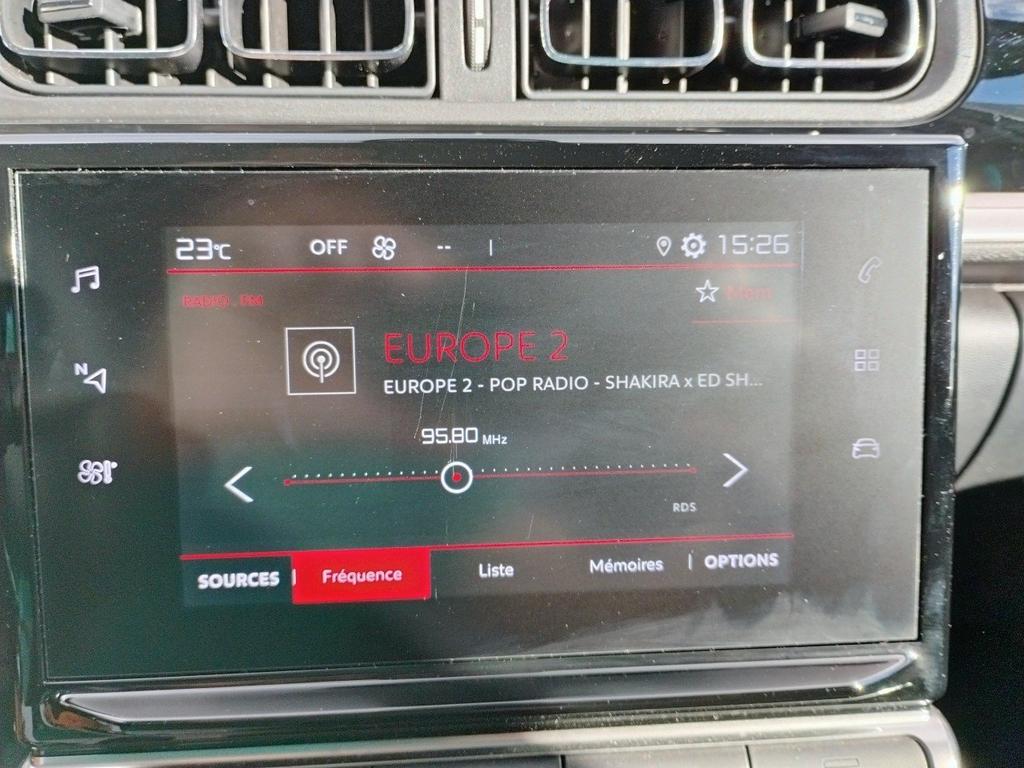 23°C OFF -- 15:26
RADIO . FM
Mem
EUROPE 2
EUROPE 2 - POP RADIO - SHAKIRA x ED SH...
95.80 MHz
N
RDS
SOURCES Fréquence Liste Mémoires OPTIONS